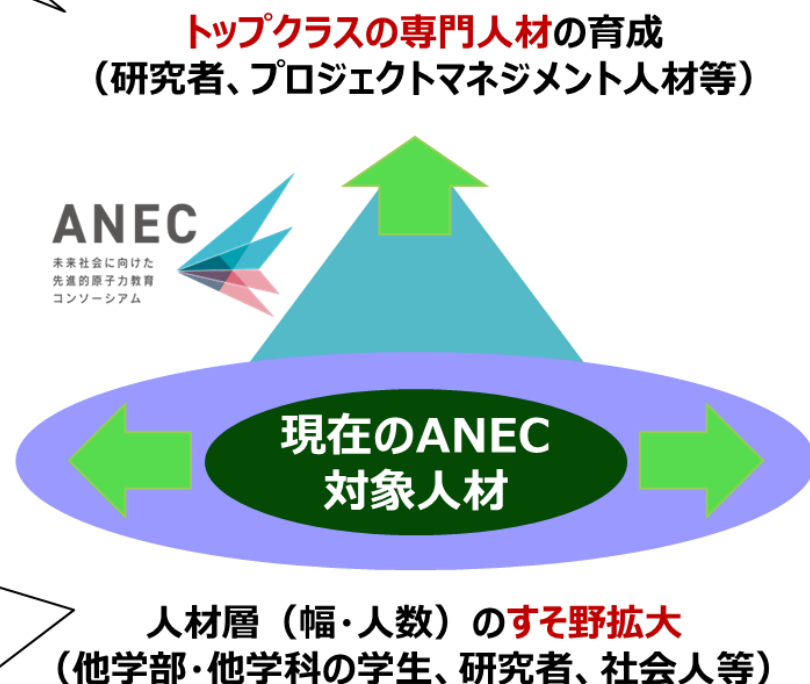 トップクラスの専門人材の育成
（研究者、プロジェクトマネジメント人材等）
ANEC
未来社会に向けた
先進的原子力教育
コンソーシアム
現在のANEC
対象人材
人材層（幅・人数）のすそ野拡大
（他学部・他学科の学生、研究者、社会人等）